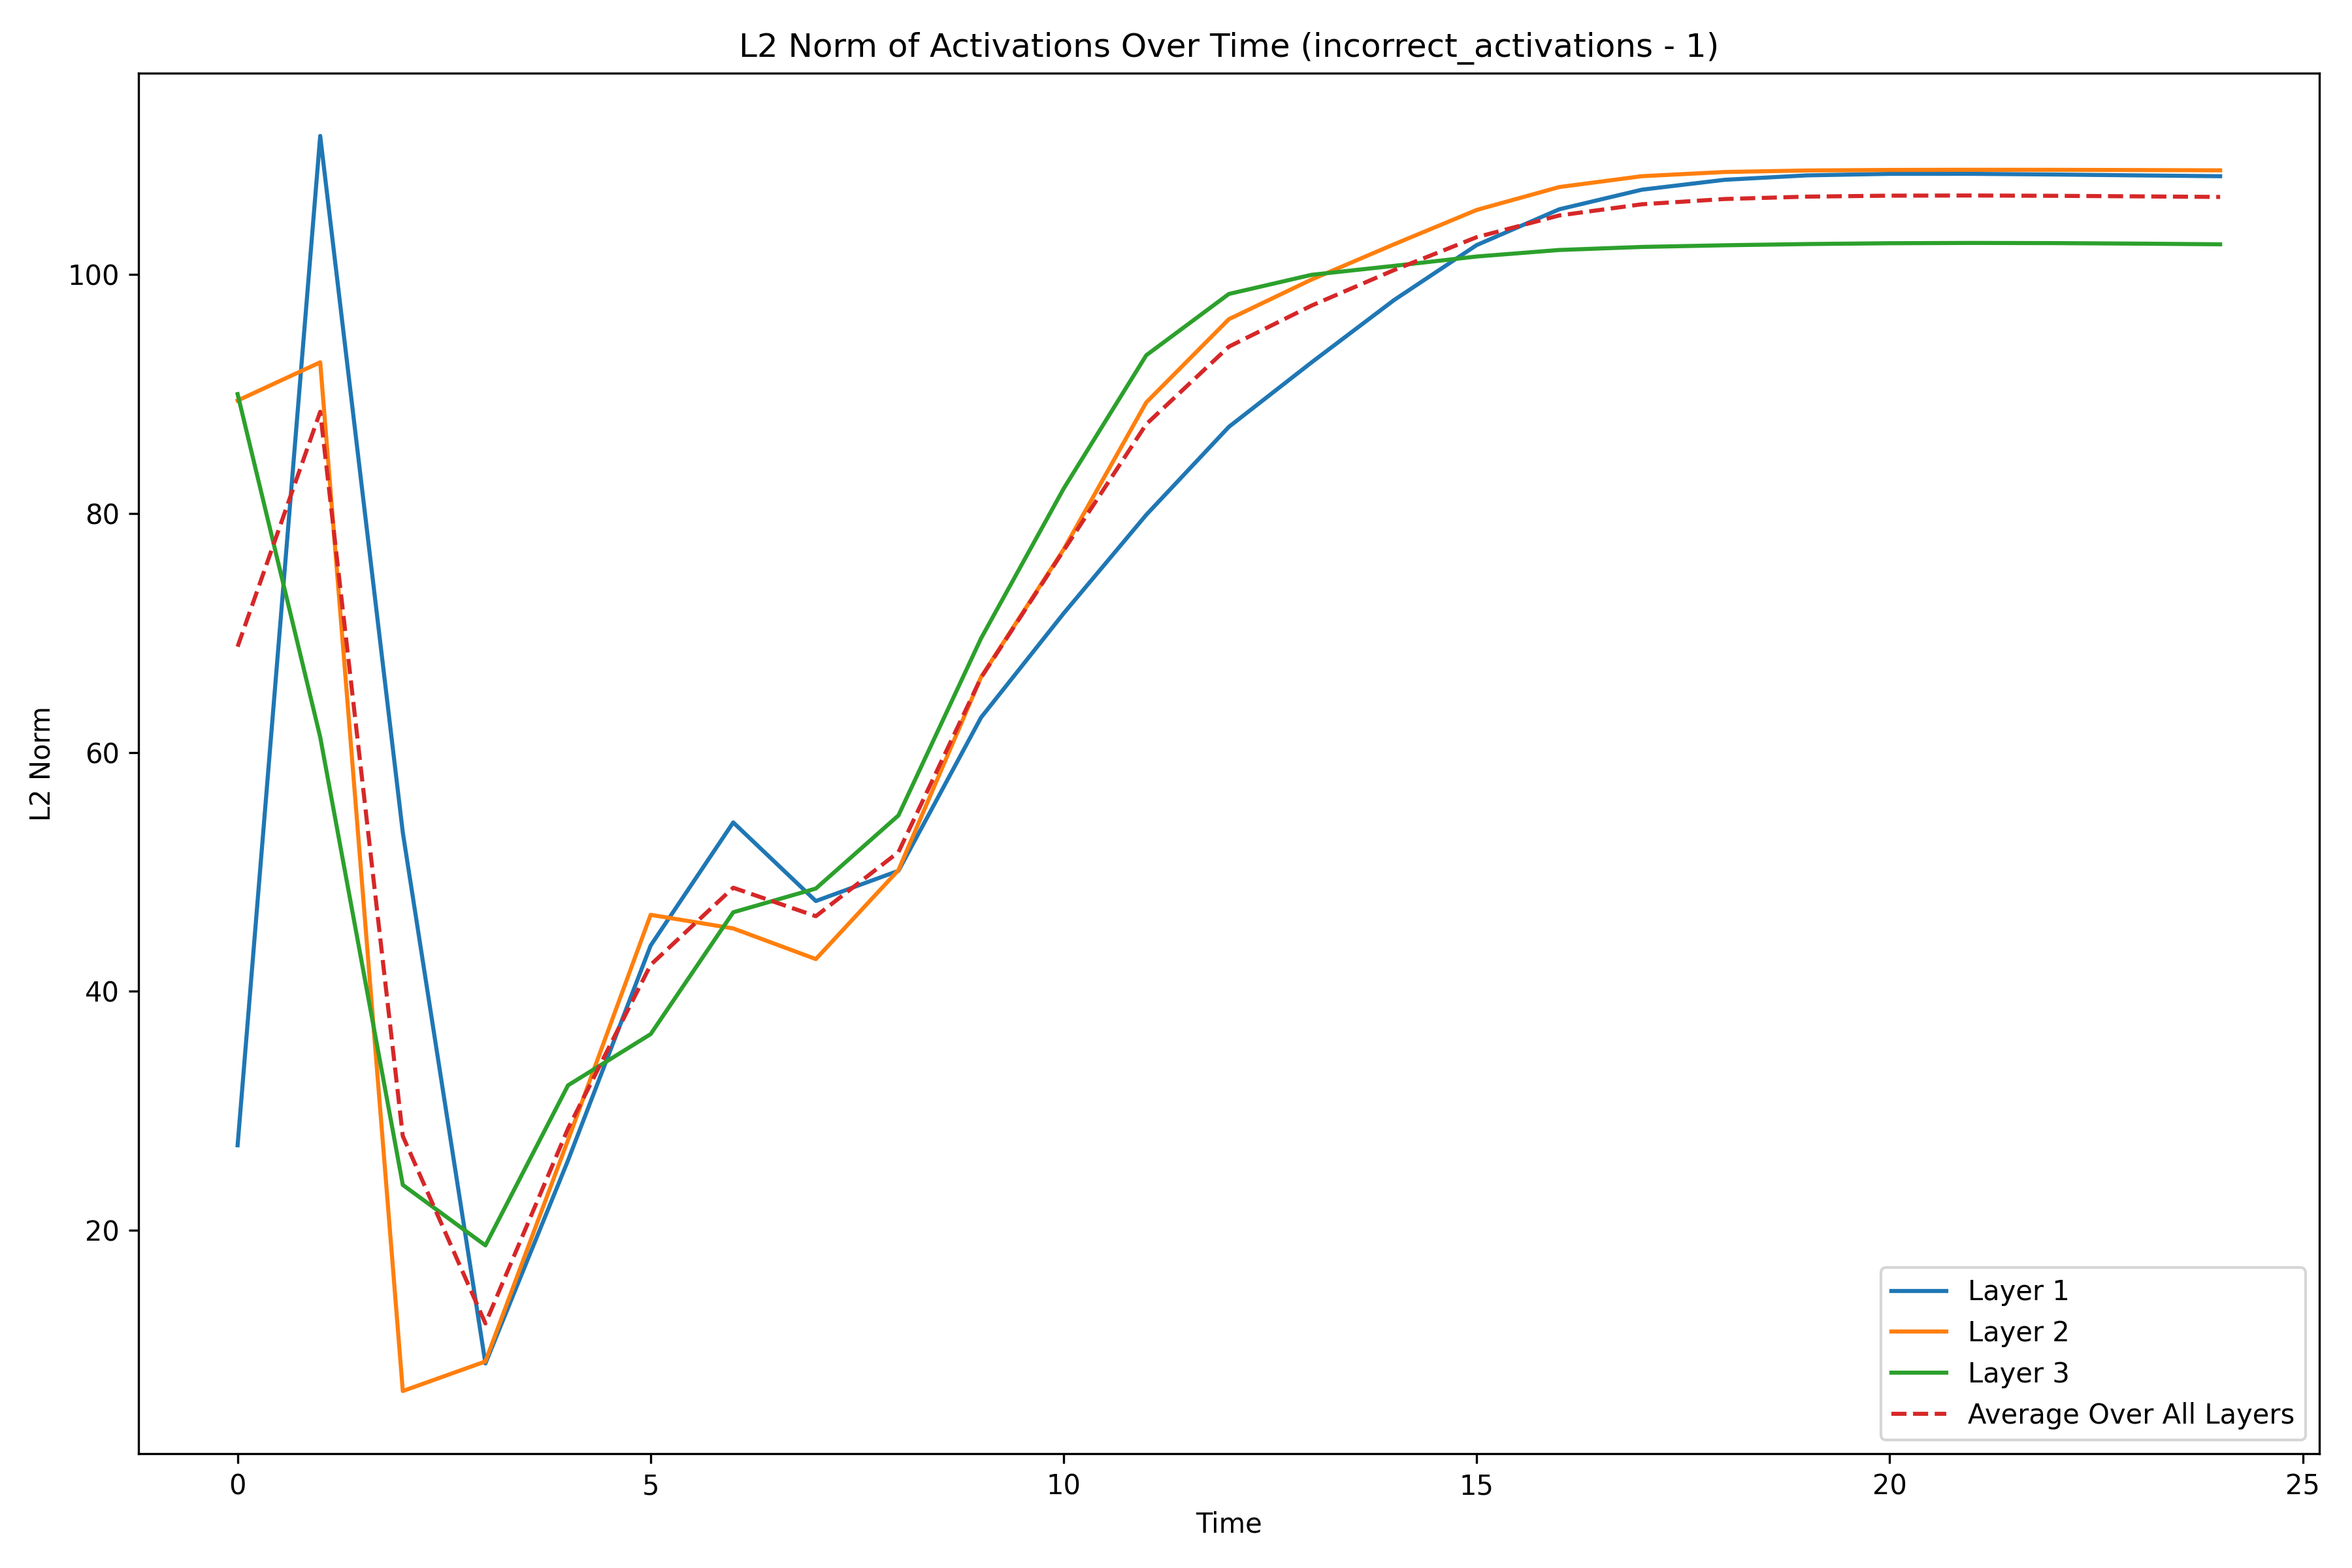 L2 Norm of Activations Over Time (incorrect_activations - 1)
L2 Norm
100
80
60
40
20
0
5
10
15
20
25
Time
Layer 1
Layer 2
Layer 3
Average Over All Layers